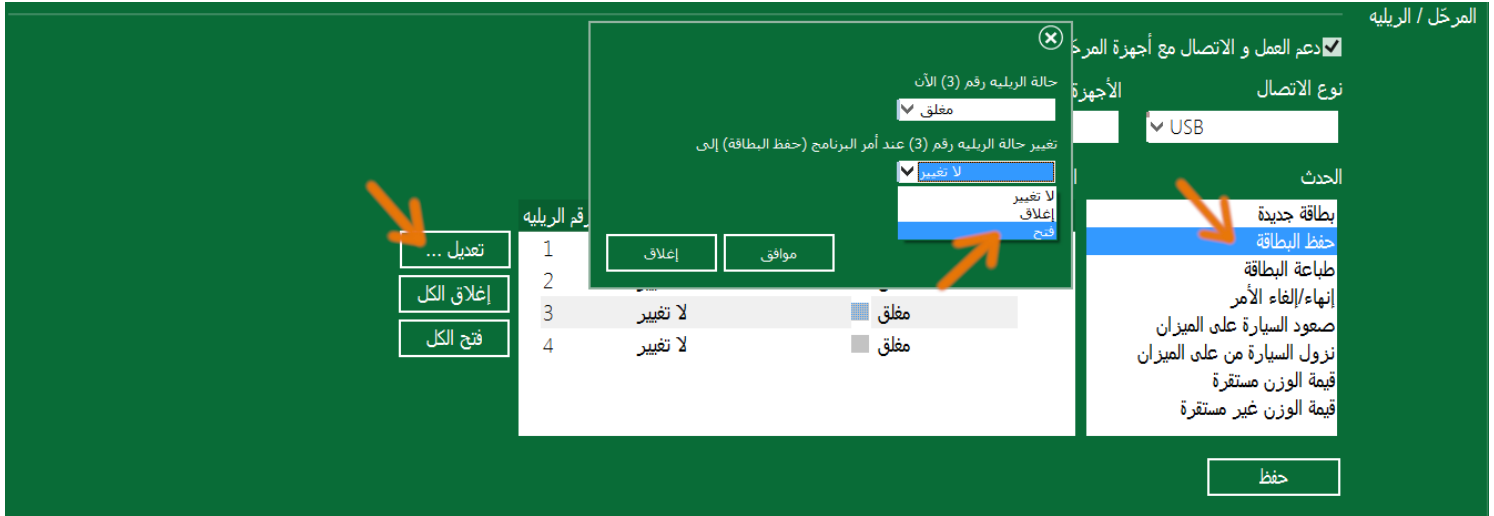 المرحّل / الريليه
دعم العمل و الاتصال مع أجهزة
نوع الاتصال
الأجهزة
USB
الحدث
بطاقة جديدة
حفظ البطاقة
طباعة البطاقة
إنهاء/إلغاء الأمر
صعود السيارة على الميزان
نزول السيارة من على الميزان
قيمة الوزن مستقرة
قيمة الوزن غير مستقرة
حفظ
حالة الريليه رقم (3) الآن
مغلق
تغيير حالة الريليه رقم (3) عند أمر البرنامج (حفظ البطاقة) إلى
لا تغيير
لا تغيير
إغلاق
فتح
موافق
إغلاق
رقم الريليه
1
2
مغلق لا تغيير 3
مغلق لا تغيير 4
تعديل ...
إغلاق الكل
فتح الكل